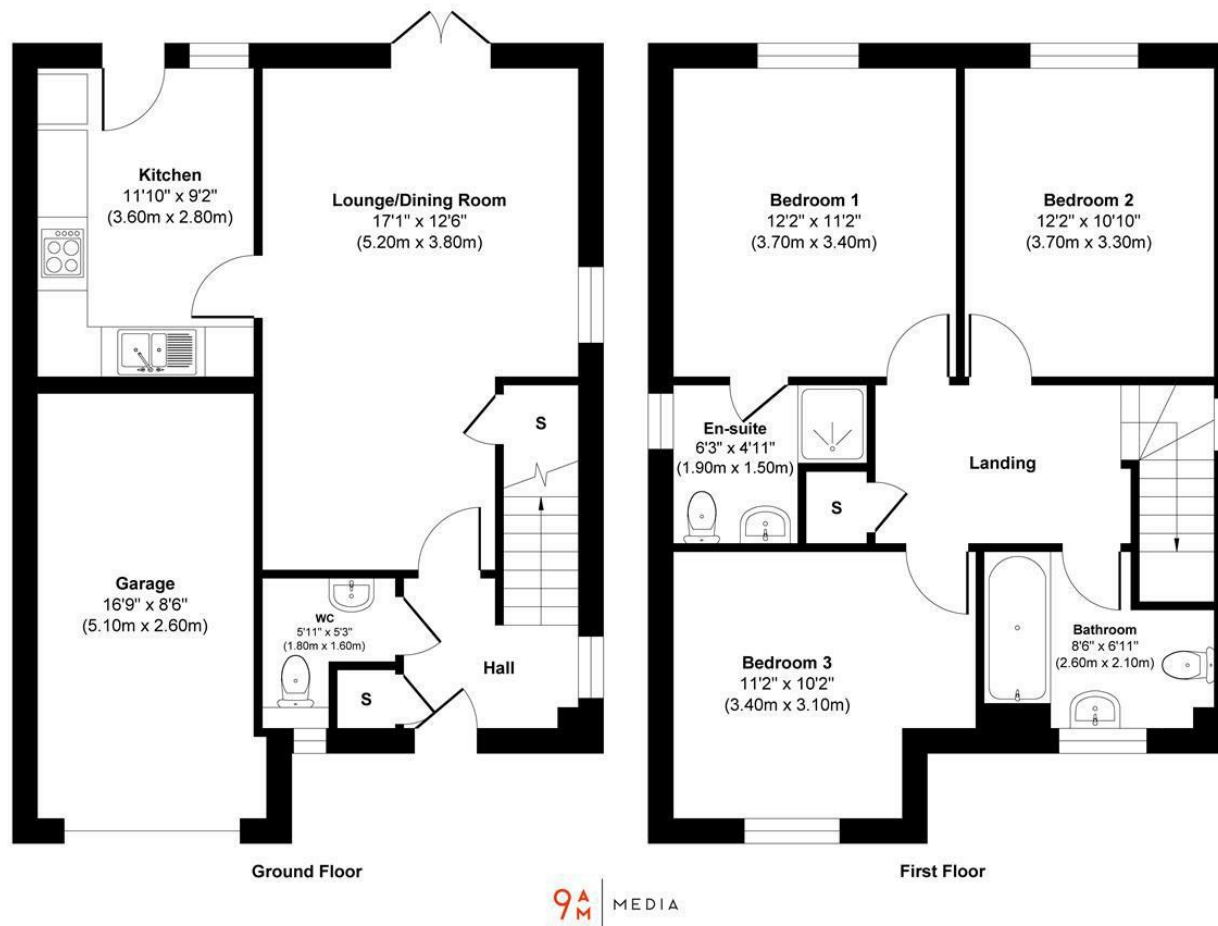 Kitchen
11'10" x 9'2"
(3.60m x 2.80m)
Lounge/Dining Room
17'1" x 12'6"
(5.20m x 3.80m)
S
Garage
16'9" x 8'6"
(5.10m x 2.60m)
WC
5'11" x 5'3"
(1.80m x 1.60m)
Hall
S
Ground Floor
Bedroom 1
12'2" x 11'2"
(3.70m x 3.40m)
Bedroom 2
12'2" x 10'10"
(3.70m x 3.30m)
En-suite
6'3" x 4'11"
(1.90m x 1.50m)
Landing
S
Bedroom 3
11'2" x 10'2"
(3.40m x 3.10m)
Bathroom
8'6" x 6'11"
(2.60m x 2.10m)
First Floor
9AM MEDIA